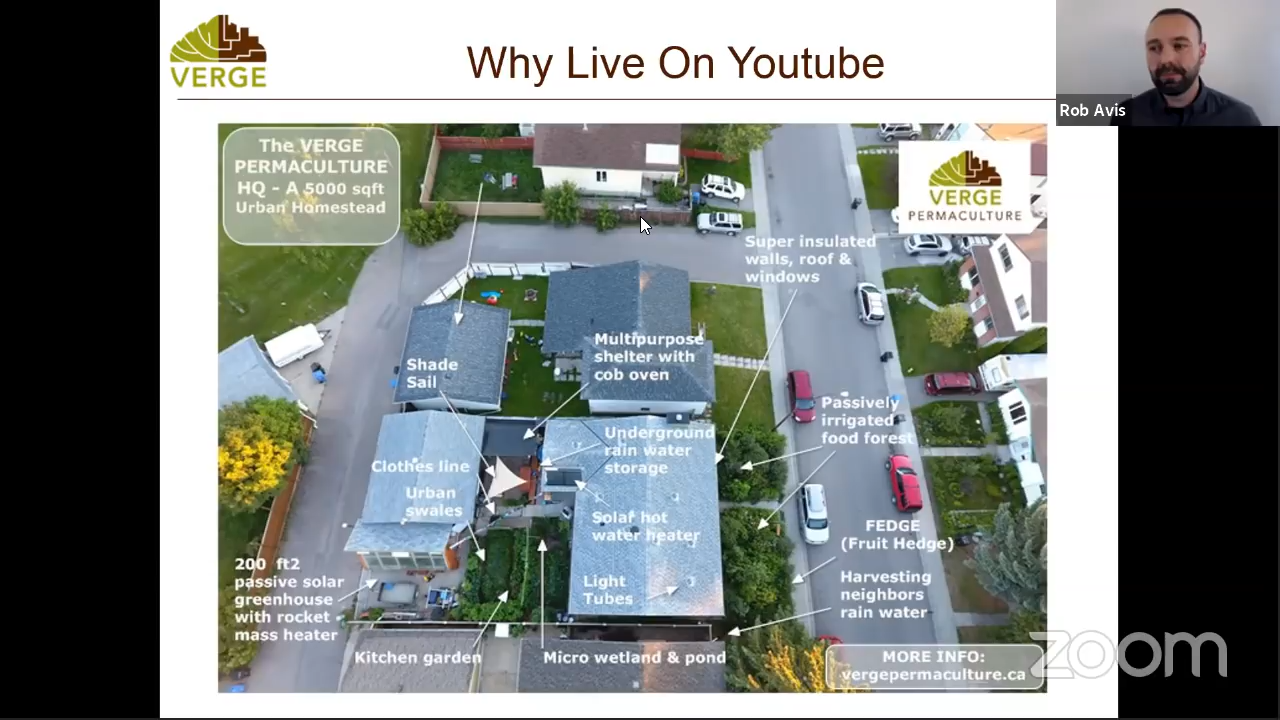 VERGE
Why Live On Youtube
Rob Avis
The VERGE
PERMACULTURE
HQ - A 5000 sqft
Urban Homestead
VERGE
PERMACULTURE
Super insulated
walls, roof &
windows
Multipurpose
shelter with
cob oven
Shade
Sail
Passively
irrigated
food forest
Underground
rain water
storage
Clothes line
Urban
swales
Solar hot
water heater
FEDGE
(Fruit Hedge)
200 ft2
passive solar
greenhouse
with rocket
mass heater
Light
Tubes
Harvesting
neighbors
rain water
Kitchen garden
Micro wetland & pond
MORE INFO:
vergepermaculture.ca
zoom